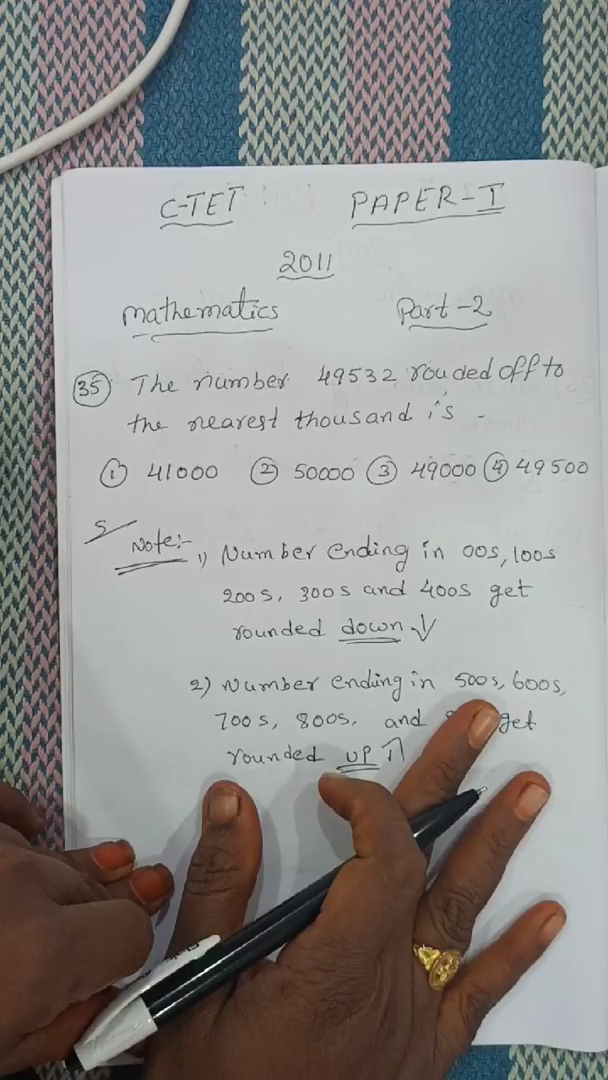 C-TET PAPER-I
2011
Mathematics Part-2
35 The number 49532 rouded off to
the nearest thousand is -
1 41000 2 50000 3 49000 4 49500
Note:-
1) Number Ending in 00s, 100s
200s, 300s and 400s get
rounded down ↓
2) Number Ending in 500s, 600s,
700s, 800s, and get
rounded UP ↑